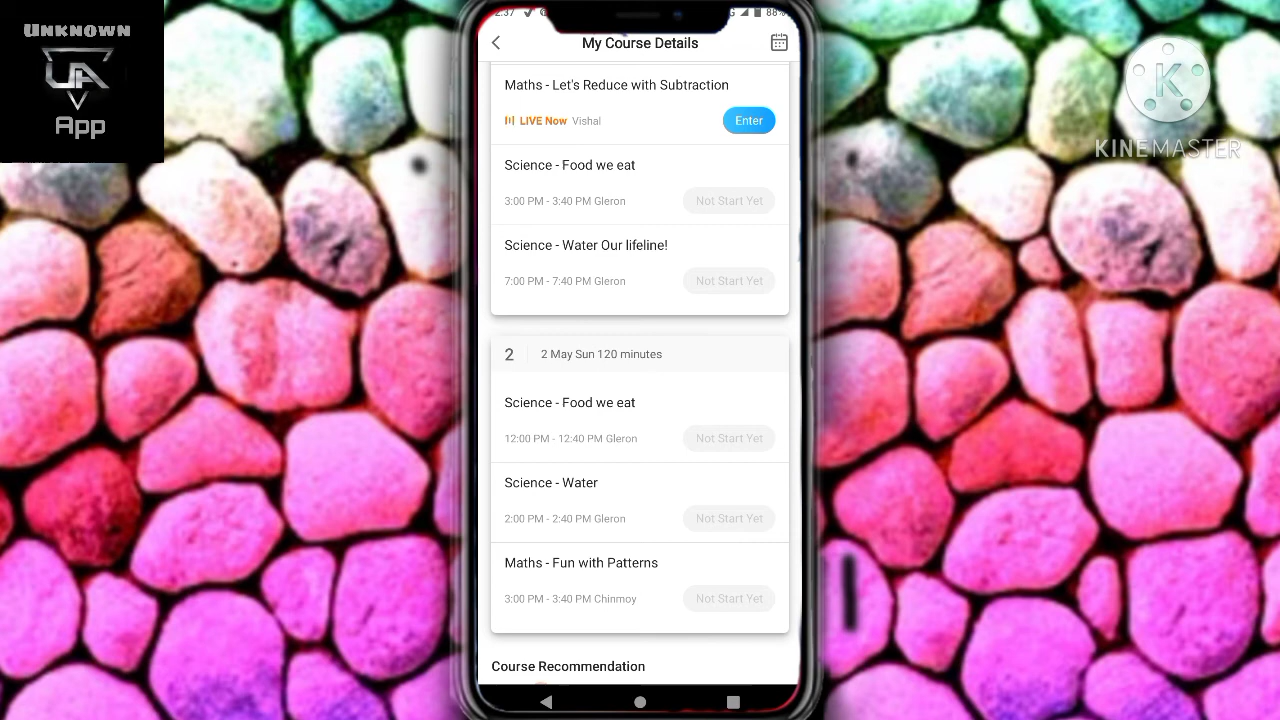 UNKNOWN
UA
App
KINEMASTER
K
2:37
88%
My Course Details
Maths - Let's Reduce with Subtraction
LIVE Now Vishal
Enter
Science - Food we eat
3:00 PM - 3:40 PM Gleron
Not Start Yet
Science - Water Our lifeline!
7:00 PM - 7:40 PM Gleron
Not Start Yet
2
2 May Sun 120 minutes
Science - Food we eat
12:00 PM - 12:40 PM Gleron
Not Start Yet
Science - Water
2:00 PM - 2:40 PM Gleron
Not Start Yet
Maths - Fun with Patterns
3:00 PM - 3:40 PM Chinmoy
Not Start Yet
Course Recommendation